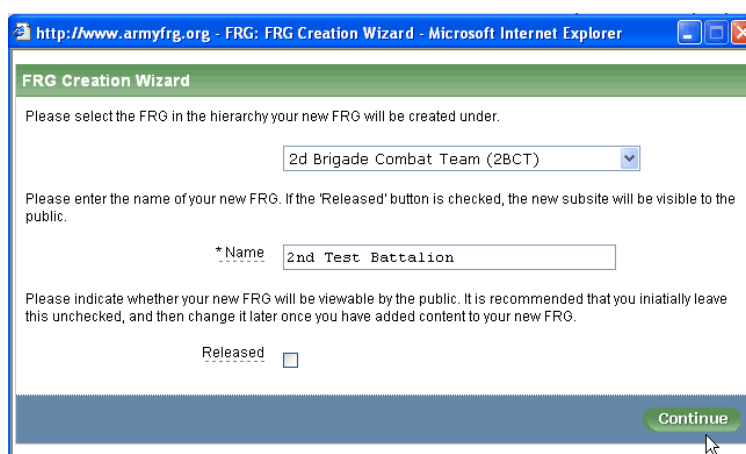 http://www.armyfrg.org - FRG: FRG Creation Wizard - Microsoft Internet Explorer
FRG Creation Wizard
Please select the FRG in the hierarchy your new FRG will be created under.
2d Brigade Combat Team (2BCT)
Please enter the name of your new FRG. If the 'Released' button is checked, the new subsite will be visible to the
public.
* Name
2nd Test Battalion
Please indicate whether your new FRG will be viewable by the public. It is recommended that you iniatially leave
this unchecked, and then change it later once you have added content to your new FRG.
Released
Continue